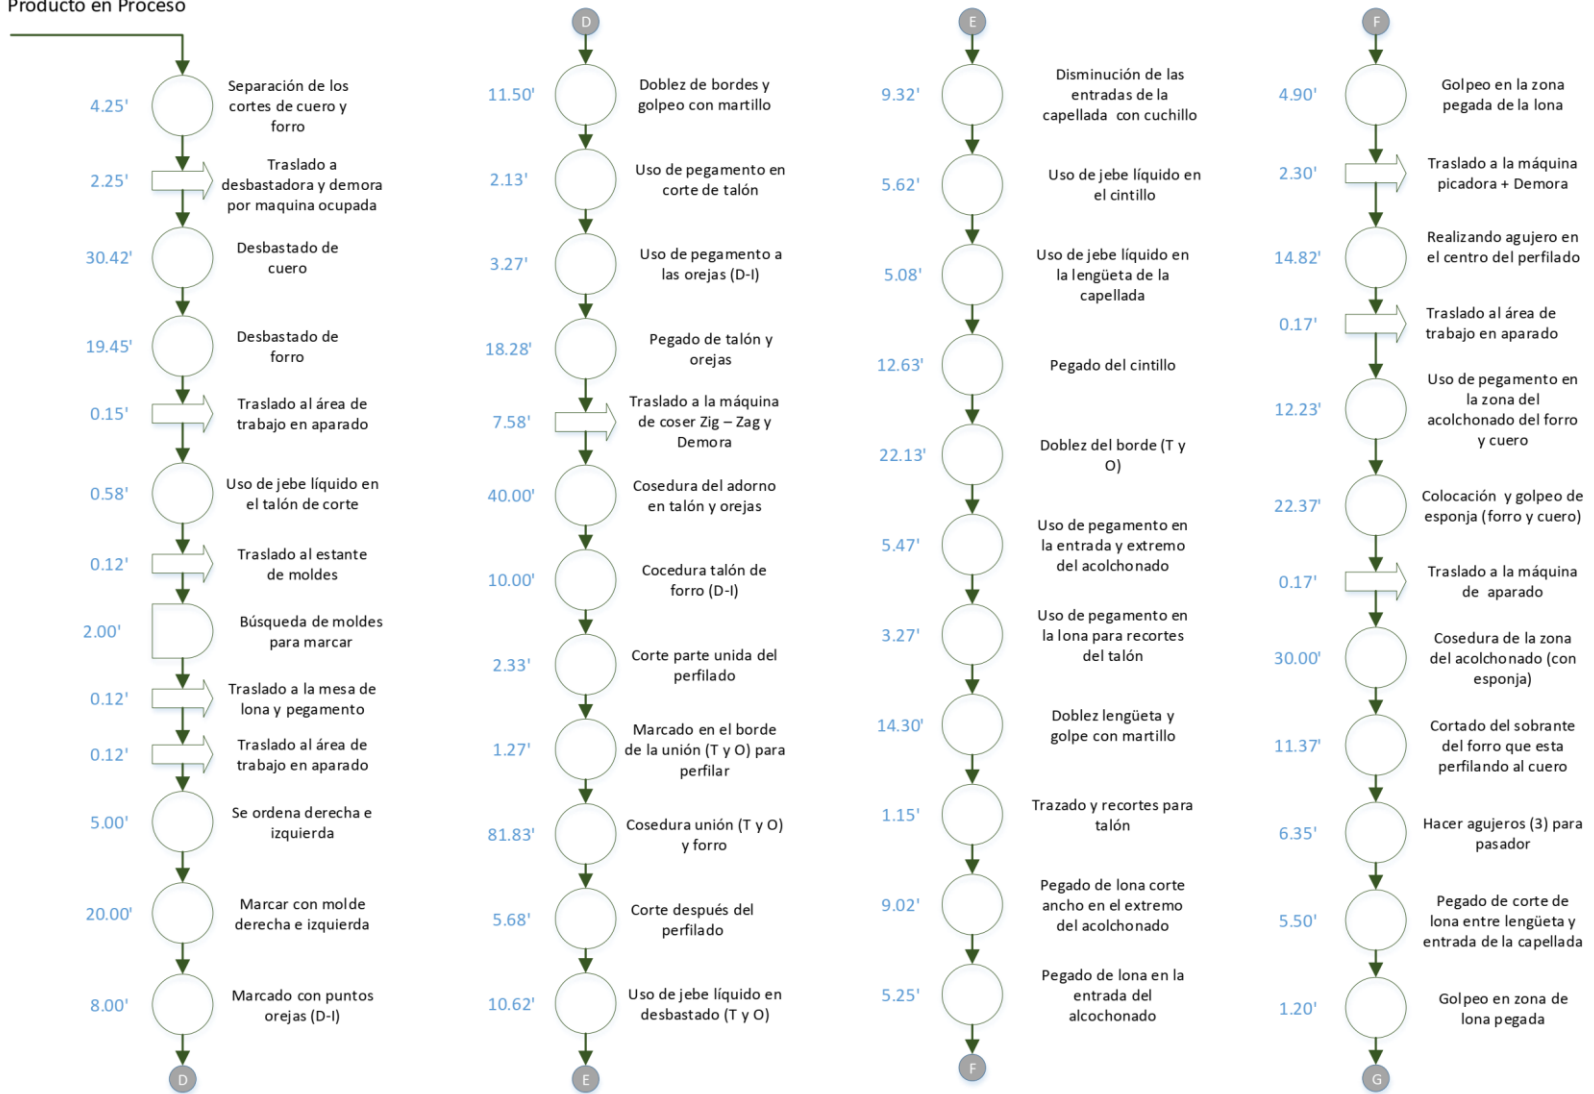 Producto en Proceso
4.25'
Separación de los
cortes de cuero y
forro
2.25'
Traslado a
desbastadora y demora
por maquina ocupada
30.42'
Desbastado de
cuero
19.45'
Desbastado de
forro
0.15'
Traslado al área de
trabajo en aparado
0.58'
Uso de jebe líquido en
el talón de corte
0.12'
Traslado al estante
de moldes
2.00'
Búsqueda de moldes
para marcar
0.12'
Traslado a la mesa de
lona y pegamento
0.12'
Traslado al área de
trabajo en aparado
5.00'
Se ordena derecha e
izquierda
20.00'
Marcar con molde
derecha e izquierda
8.00'
Marcado con puntos
orejas (D-I)
D
D
11.50'
Doblez de bordes y
golpeo con martillo
2.13'
Uso de pegamento en
corte de talón
3.27'
Uso de pegamento a
las orejas (D-I)
18.28'
Pegado de talón y
orejas
7.58'
Traslado a la máquina
de coser Zig – Zag y
Demora
40.00'
Cosedura del adorno
en talón y orejas
10.00'
Cocedura talón de
forro (D-I)
2.33'
Corte parte unida del
perfilado
1.27'
Marcado en el borde
de la unión (T y O) para
perfilar
81.83'
Cosedura unión (T y O)
y forro
5.68'
Corte después del
perfilado
10.62'
Uso de jebe líquido en
desbastado (T y O)
E
E
9.32'
Disminución de las
entradas de la
capellada con cuchillo
5.62'
Uso de jebe líquido en
el cintillo
5.08'
Uso de jebe líquido en
la lengüeta de la
capellada
12.63'
Pegado del cintillo
22.13'
Doblez del borde (T y
O)
5.47'
Uso de pegamento en
la entrada y extremo
del acolchonado
3.27'
Uso de pegamento en
la lona para recortes
del talón
14.30'
Doblez lengüeta y
golpe con martillo
1.15'
Trazado y recortes para
talón
9.02'
Pegado de lona corte
ancho en el extremo
del acolchonado
5.25'
Pegado de lona en la
entrada del
alcochonado
F
F
4.90'
Golpeo en la zona
pegada de la lona
2.30'
Traslado a la máquina
picadora + Demora
14.82'
Realizando agujero en
el centro del perfilado
0.17'
Traslado al área de
trabajo en aparado
12.23'
Uso de pegamento en
la zona del
acolchonado del forro
y cuero
22.37'
Colocación y golpeo de
esponja (forro y cuero)
0.17'
Traslado a la máquina
de aparado
30.00'
Cosedura de la zona
del acolchonado (con
esponja)
11.37'
Cortado del sobrante
del forro que esta
perfilando al cuero
6.35'
Hacer agujeros (3) para
pasador
5.50'
Pegado de corte de
lona entre lengüeta y
entrada de la capellada
1.20'
Golpeo en zona de
lona pegada
G